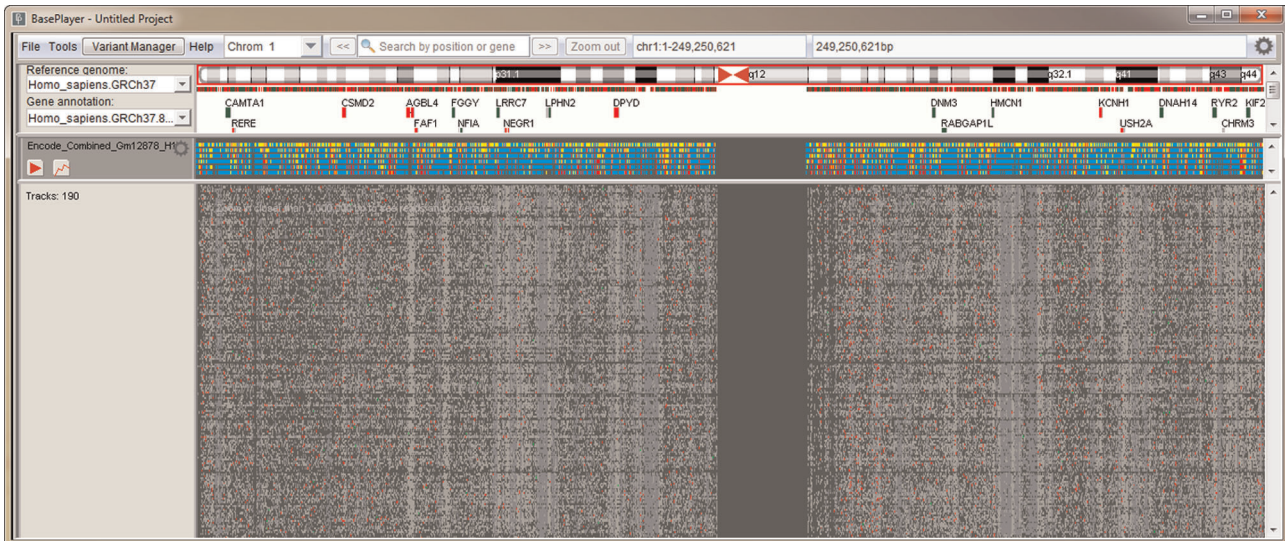 BasePlayer - Untitled Project
File Tools Variant Manager Help Chrom 1 << Search by position or gene >> Zoom out chr1:1-249,250,621 249,250,621bp
Reference genome:
Homo_sapiens.GRCh37
p31.1 q12 q32.1 q41 q43 q44
Gene annotation:
Homo_sapiens.GRCh37.8...
CAMTA1 CSMD2 AGBL4 FGGY LRRC7 LPHN2 DPYD DNM3 HMCN1 KCNH1 DNAH14 RYR2 KIF2
RERE FAF1 NFIA NEGR1 RABGAP1L USH2A CHRM3
Encode_Combined_Gm12878_H1
Tracks: 190